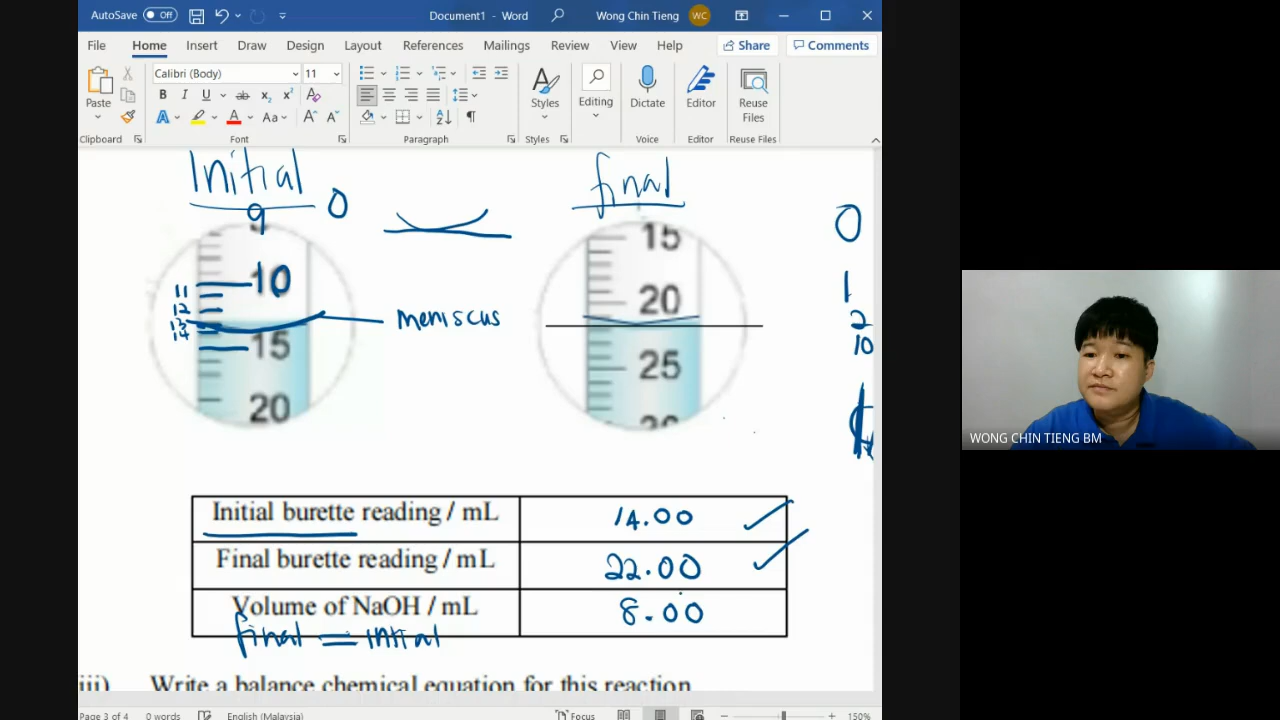 AutoSave Off Document1 - Word Wong Chin Tieng WC
File Home Insert Draw Design Layout References Mailings Review View Help Share Comments
Calibri (Body) 11
Paste Styles Editing Dictate Editor Reuse Files
B I U ab x₂ x² A
A A Aa A A
Clipboard Font Paragraph Styles Voice Editor Reuse Files
Initial final
9 0
15 0
10 20
11 1
12 2
13 meniscus 10
14
15 25
20
WONG CHIN TIENG BM
Initial burette reading / mL 14.00
Final burette reading / mL 22.00
Volume of NaOH / mL 8.00
final = initial
iii) Write a balance chemical equation for this reaction
Page 3 of 4 0 words English (Malaysia) Focus 150%